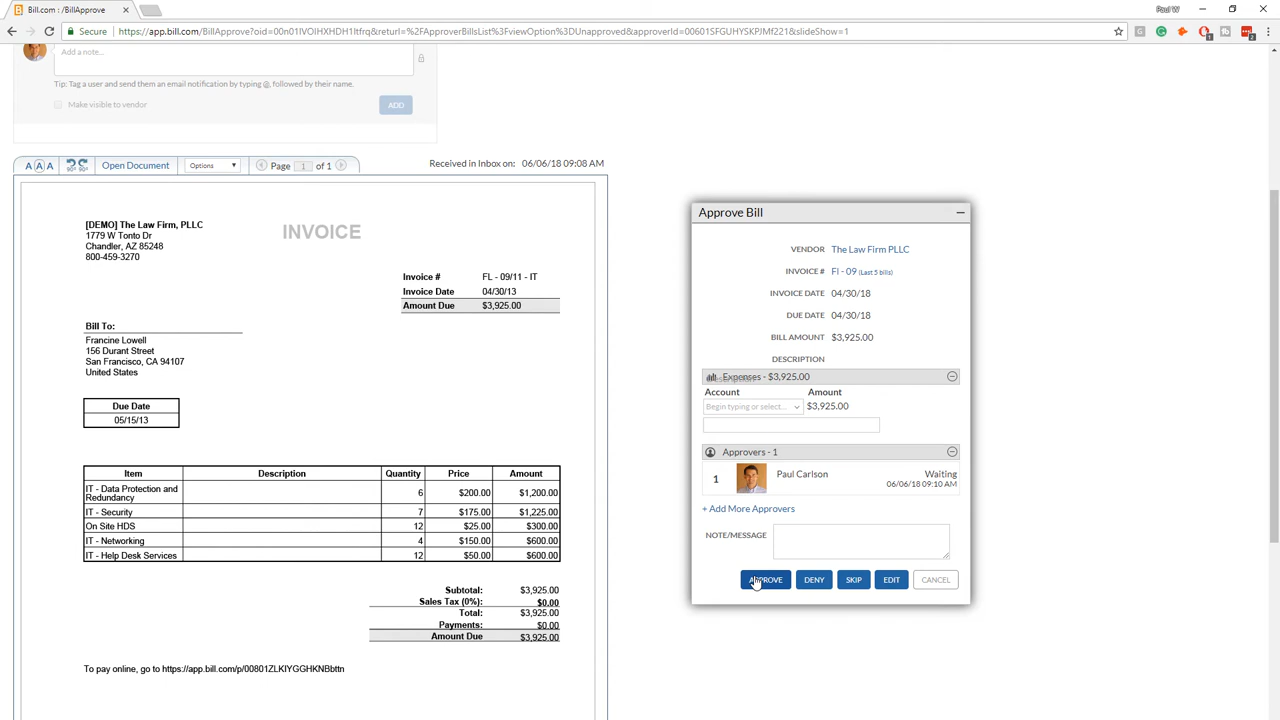 Bill.com : /BillApprove
Paul W
Secure
https://app.bill.com/BillApprove?oid=00n01IVOIHXHDH1Itfrq&returl=%2FApproverBillsList%3FviewOption%3DUnapproved&approverId=00601SFGUHYSKPJMf221&slideShow=1
Add a note...
Tip: Tag a user and send them an email notification by typing @, followed by their name.
Make visible to vendor
ADD
A A A
90° 90°
Open Document
Options
Page 1 of 1
Received in Inbox on: 06/06/18 09:08 AM
[DEMO] The Law Firm, PLLC
1779 W Tonto Dr
Chandler, AZ 85248
800-459-3270
INVOICE
Invoice # FL - 09/11 - IT
Invoice Date 04/30/13
Amount Due $3,925.00
Bill To:
Francine Lowell
156 Durant Street
San Francisco, CA 94107
United States
Due Date
05/15/13
Item Description Quantity Price Amount
IT - Data Protection and Redundancy 6 $200.00 $1,200.00
IT - Security 7 $175.00 $1,225.00
On Site HDS 12 $25.00 $300.00
IT - Networking 4 $150.00 $600.00
IT - Help Desk Services 12 $50.00 $600.00
Subtotal: $3,925.00
Sales Tax (0%): $0.00
Total: $3,925.00
Payments: $0.00
Amount Due $3,925.00
To pay online, go to https://app.bill.com/p/00801ZLKIYGGHKNBbttn
Approve Bill
VENDOR The Law Firm PLLC
INVOICE # Fl - 09 (Last 5 bills)
INVOICE DATE 04/30/18
DUE DATE 04/30/18
BILL AMOUNT $3,925.00
DESCRIPTION
Expenses - $3,925.00
Account Amount
Begin typing or select... $3,925.00
Approvers - 1
1 Paul Carlson Waiting
06/06/18 09:10 AM
+ Add More Approvers
NOTE/MESSAGE
APPROVE DENY SKIP EDIT CANCEL